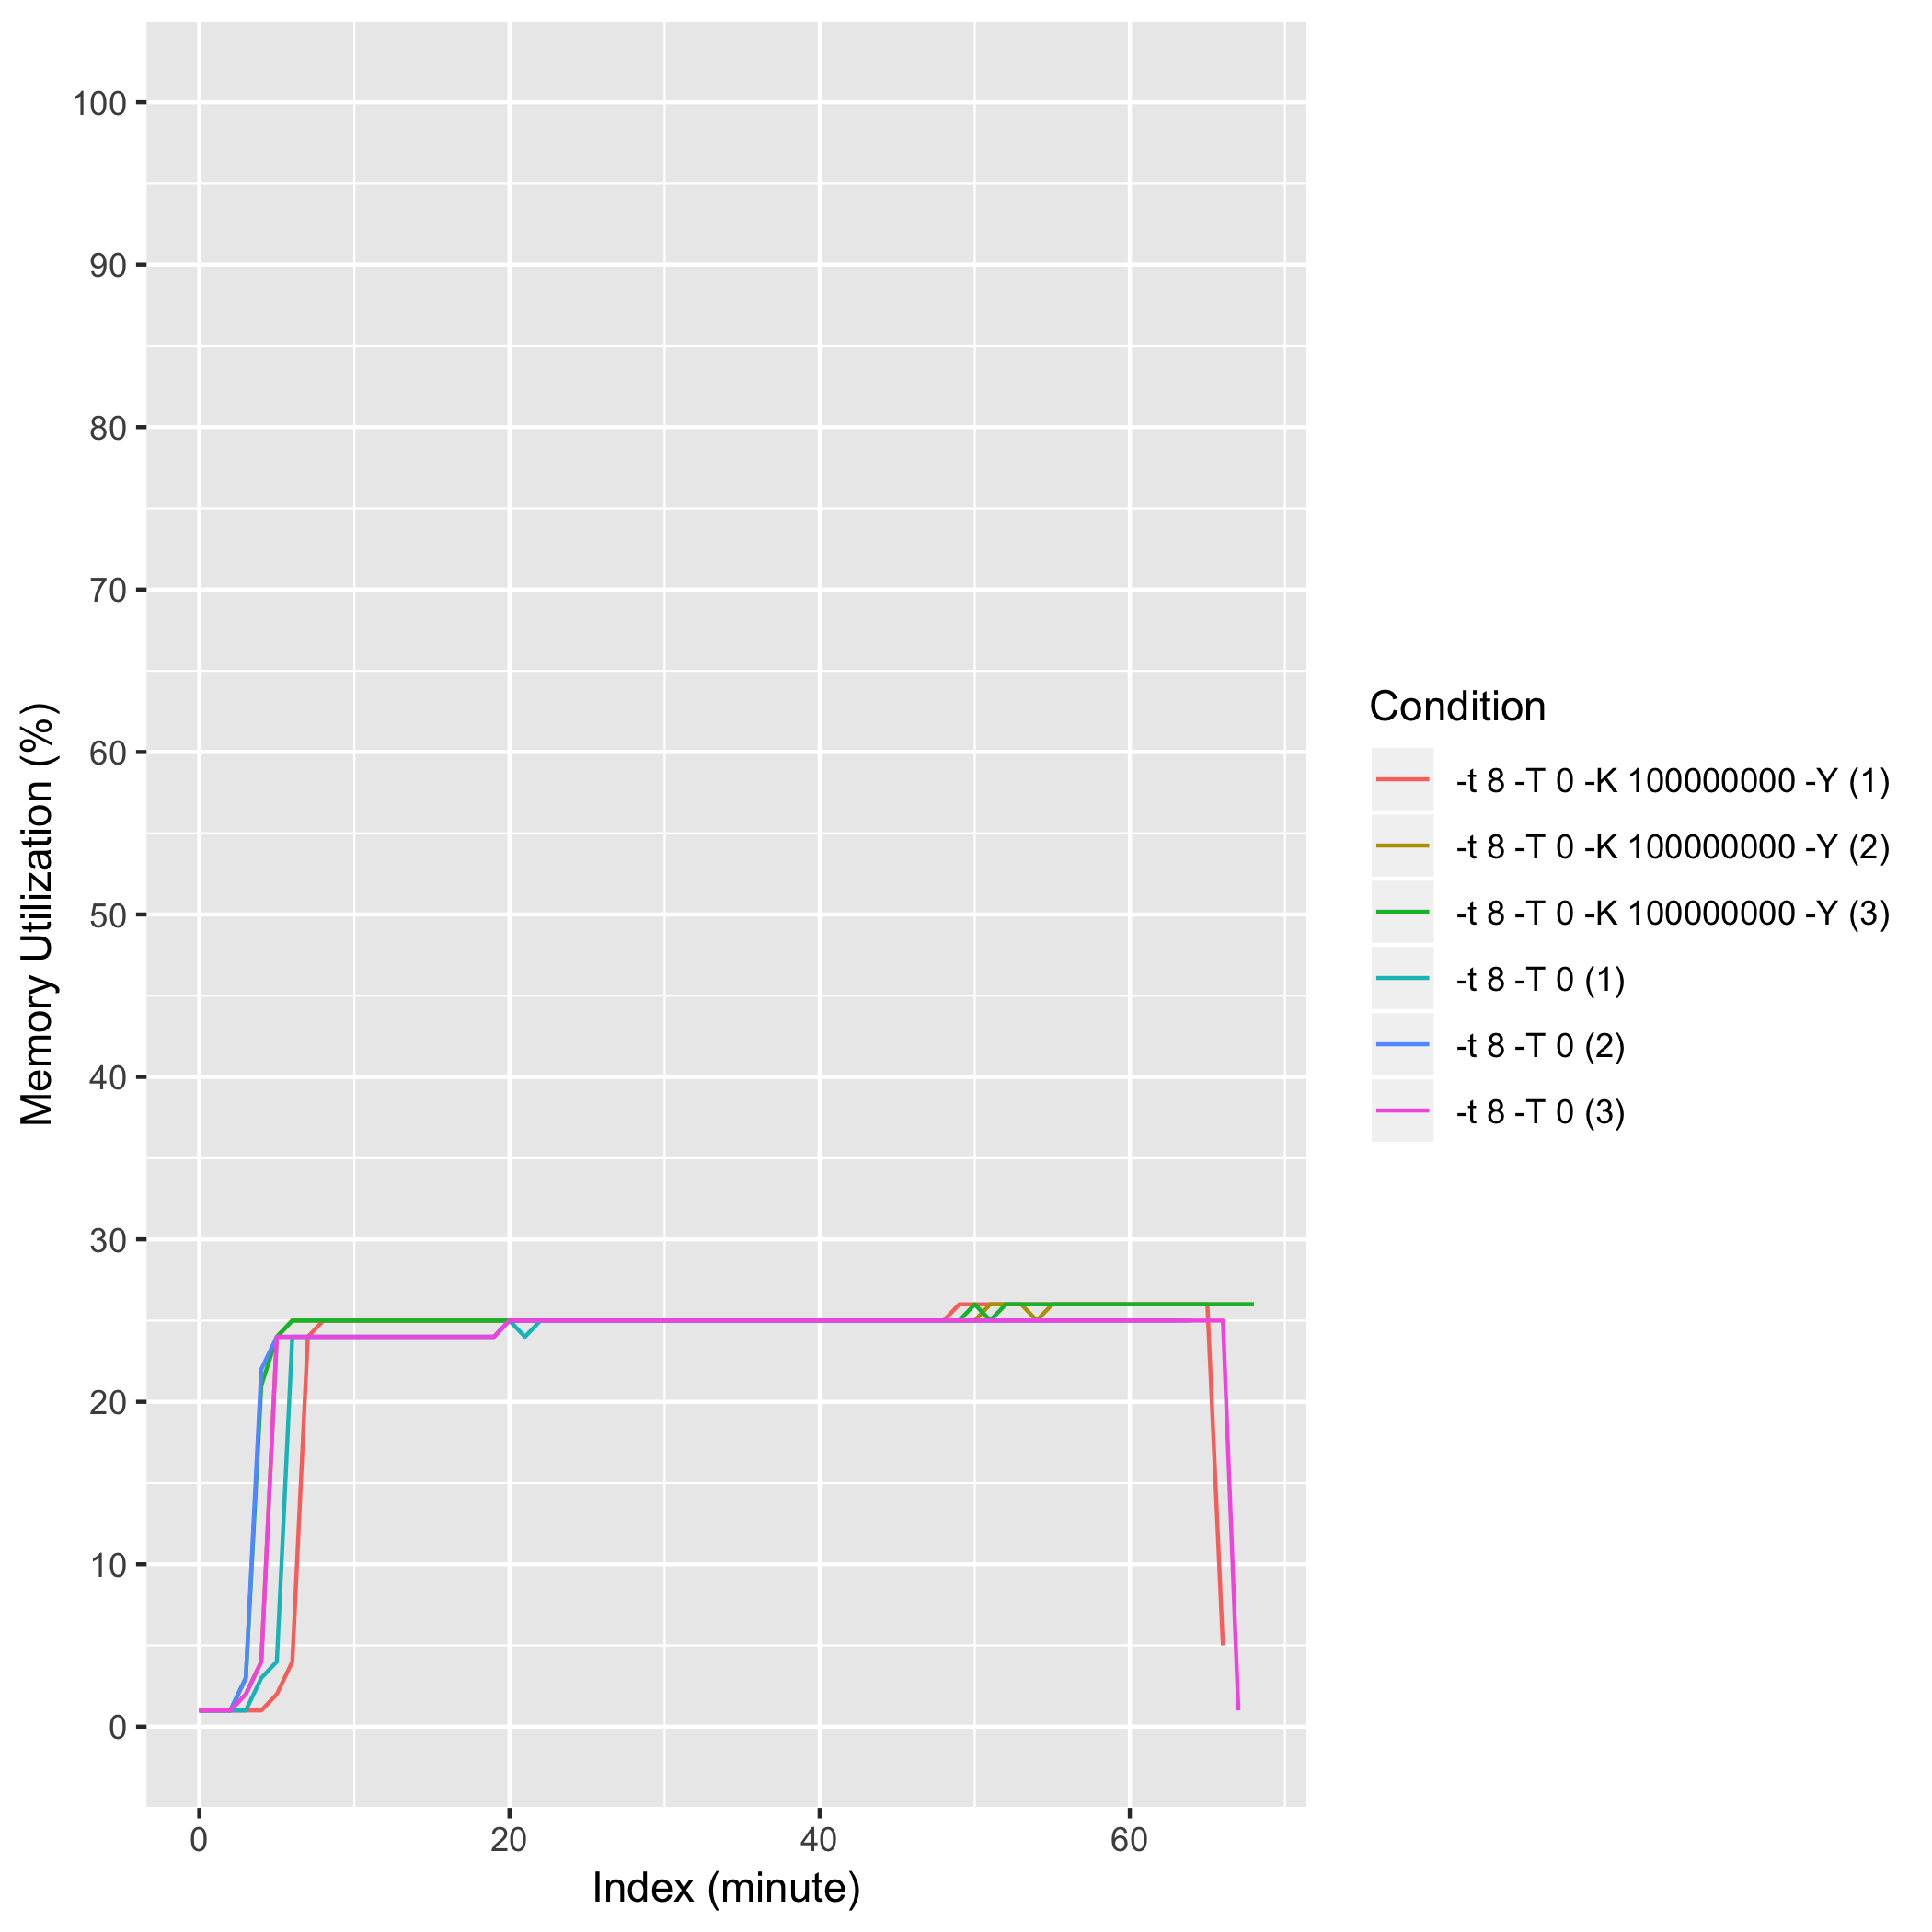 100
90
80
70
60
50
40
30
20
10
0
0 20 40 60
Index (minute)
Memory Utilization (%)
Condition
-t 8 -T 0 -K 100000000 -Y (1)
-t 8 -T 0 -K 100000000 -Y (2)
-t 8 -T 0 -K 100000000 -Y (3)
-t 8 -T 0 (1)
-t 8 -T 0 (2)
-t 8 -T 0 (3)